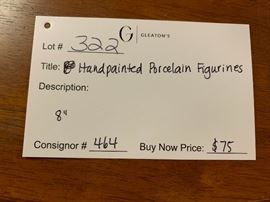 Lot # 322 G | GLEATON'S
Title: Handpainted Porcelain Figurines
Description:
8"
Consignor # 464 Buy Now Price: $75